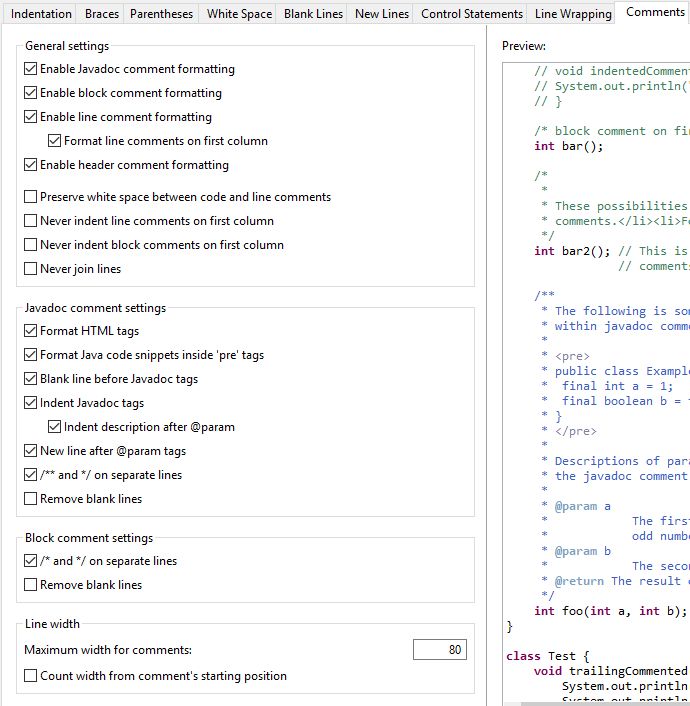 Indentation Braces Parentheses White Space Blank Lines New Lines Control Statements Line Wrapping Comments
General settings
Enable Javadoc comment formatting
Enable block comment formatting
Enable line comment formatting
Format line comments on first column
Enable header comment formatting
Preserve white space between code and line comments
Never indent line comments on first column
Never indent block comments on first column
Never join lines
Javadoc comment settings
Format HTML tags
Format Java code snippets inside 'pre' tags
Blank line before Javadoc tags
Indent Javadoc tags
Indent description after @param
New line after @param tags
/** and */ on separate lines
Remove blank lines
Block comment settings
/* and */ on separate lines
Remove blank lines
Line width
Maximum width for comments: 80
Count width from comment's starting position
Preview:
// void indentedComment
// System.out.println(
// }
/* block comment on fi
int bar();
/*
*
* These possibilities
* comments.</li><li>F
*/
int bar2(); // This is
// comment
/**
* The following is so
* within javadoc comm
*
* <pre>
* public class Example
* final int a = 1;
* final boolean b =
* }
* </pre>
*
* Descriptions of par
* the javadoc comment
*
* @param a
* The first
* odd numbe
* @param b
* The secon
* @return The result
*/
int foo(int a, int b);
}
class Test {
void trailingCommented
System.out.println
System.out.println